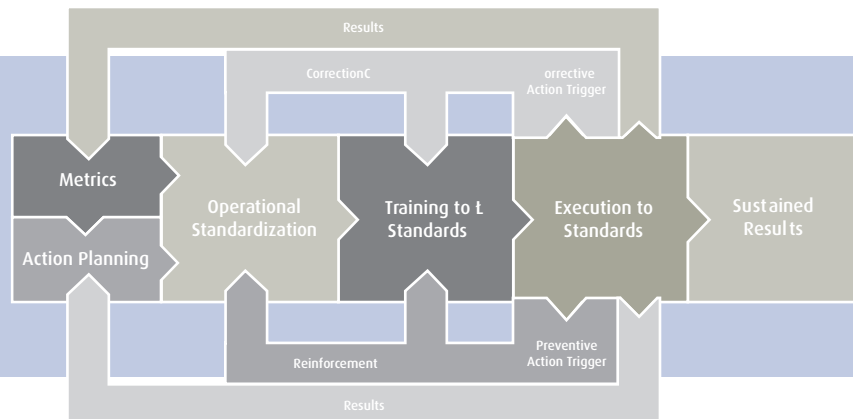 Results
CorrectionC
orrective
Action Trigger
Metrics
Action Planning
Operational
Standardization
Training to Ł
Standards
Execution to
Standards
Sustained
Results
Reinforcement
Preventive
Action Trigger
Results